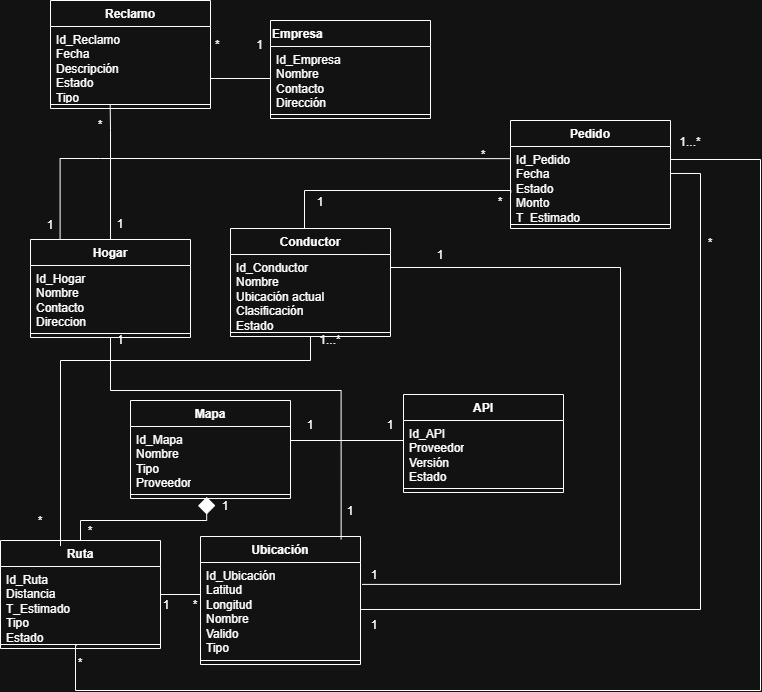 Reclamo
Id_Reclamo
Fecha
Descripción
Estado
Tipo
*
1
Empresa
Id_Empresa
Nombre
Contacto
Dirección
*
1
Pedido
Id_Pedido
Fecha
Estado
Monto
T_Estimado
1...*
*
*
1
1
*
Hogar
Id_Hogar
Nombre
Contacto
Direccion
1
Conductor
Id_Conductor
Nombre
Ubicación actual
Clasificación
Estado
1
1...*
*
Mapa
Id_Mapa
Nombre
Tipo
Proveedor
1
1
1
API
Id_API
Proveedor
Versión
Estado
*
*
1
Ruta
Id_Ruta
Distancia
T_Estimado
Tipo
Estado
*
1
*
Ubicación
Id_Ubicación
Latitud
Longitud
Nombre
Valido
Tipo
1
1